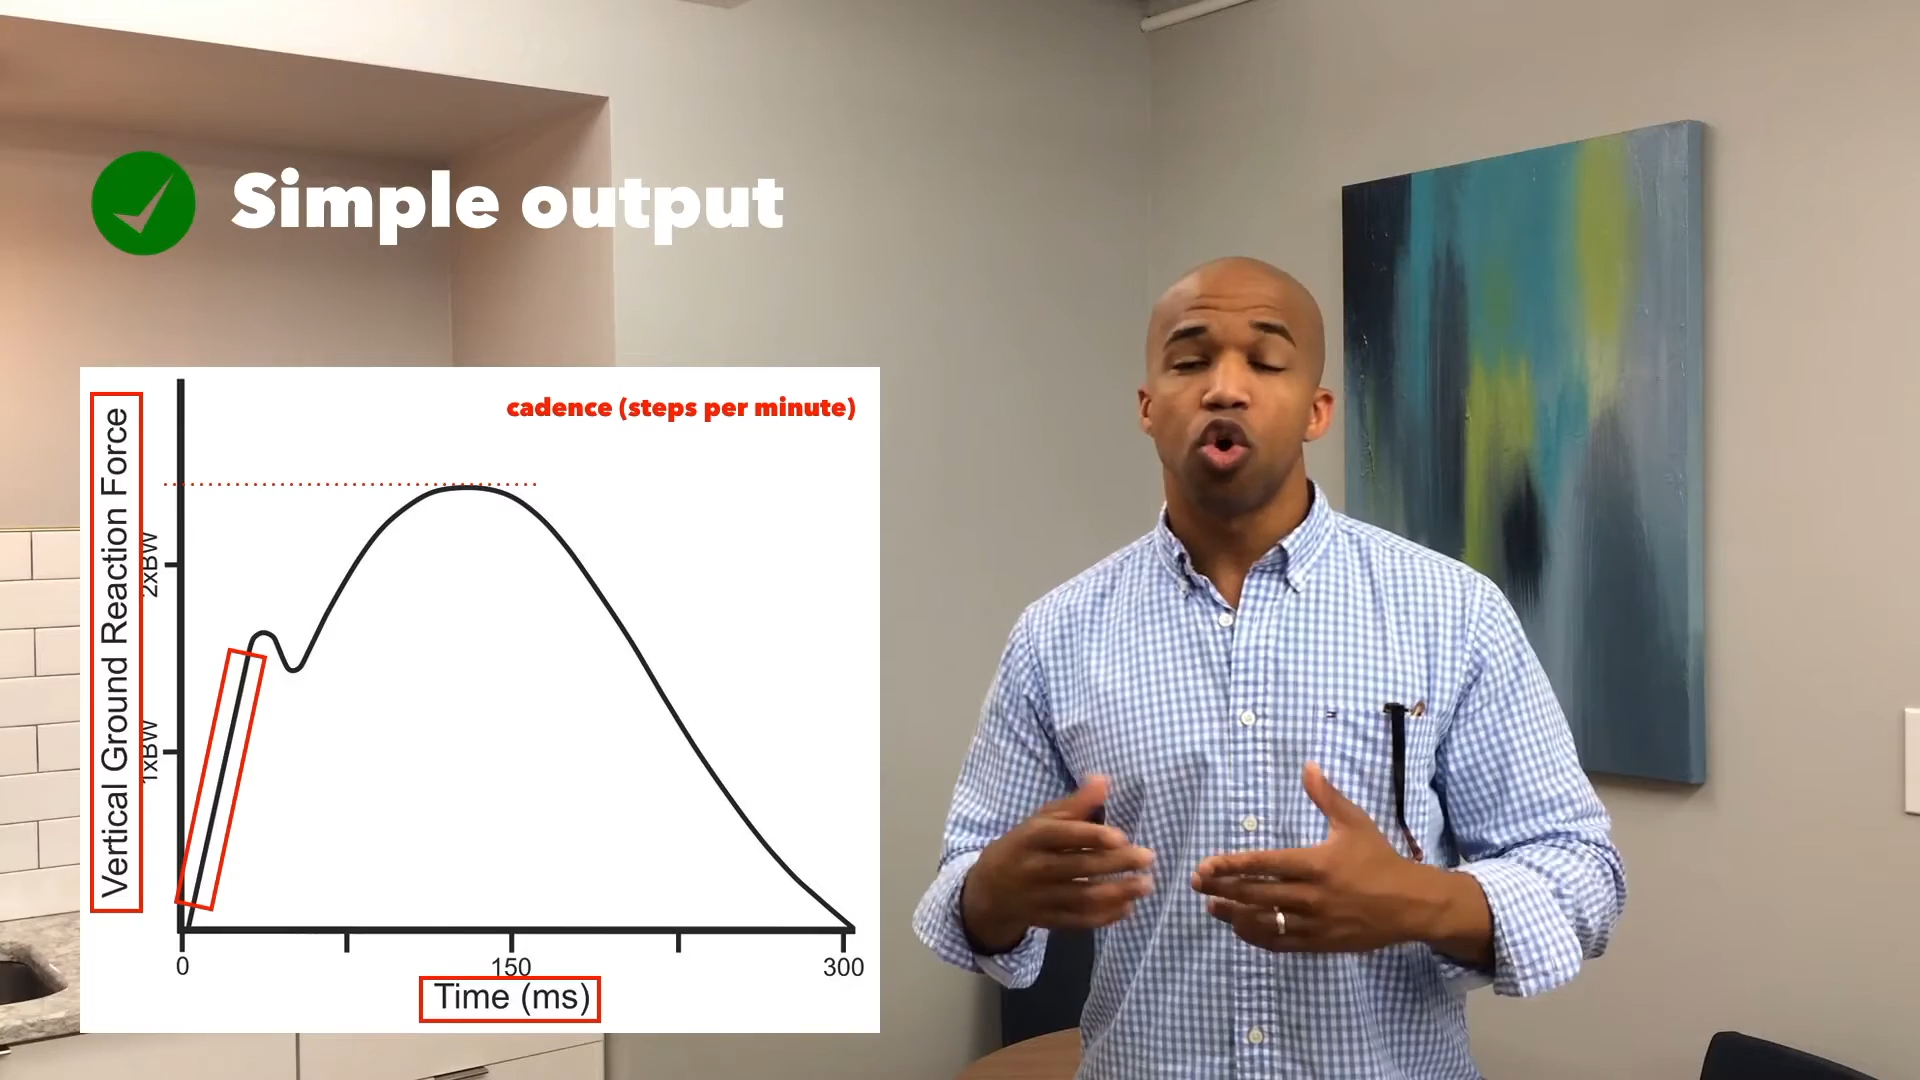 Simple output
cadence (steps per minute)
Vertical Ground Reaction Force
2xBW
1xBW
0
150
300
Time (ms)